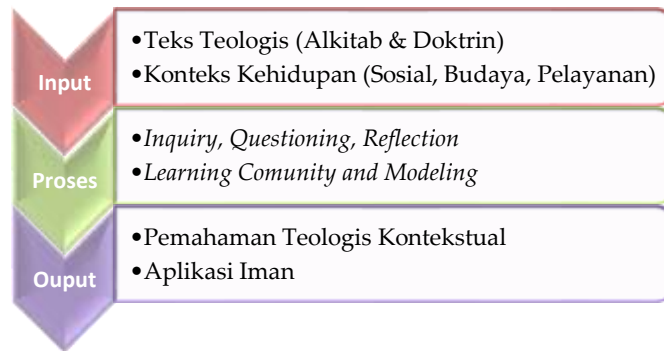 Input
•Teks Teologis (Alkitab & Doktrin)
•Konteks Kehidupan (Sosial, Budaya, Pelayanan)
Proses
•Inquiry, Questioning, Reflection
•Learning Comunity and Modeling
Ouput
•Pemahaman Teologis Kontekstual
•Aplikasi Iman